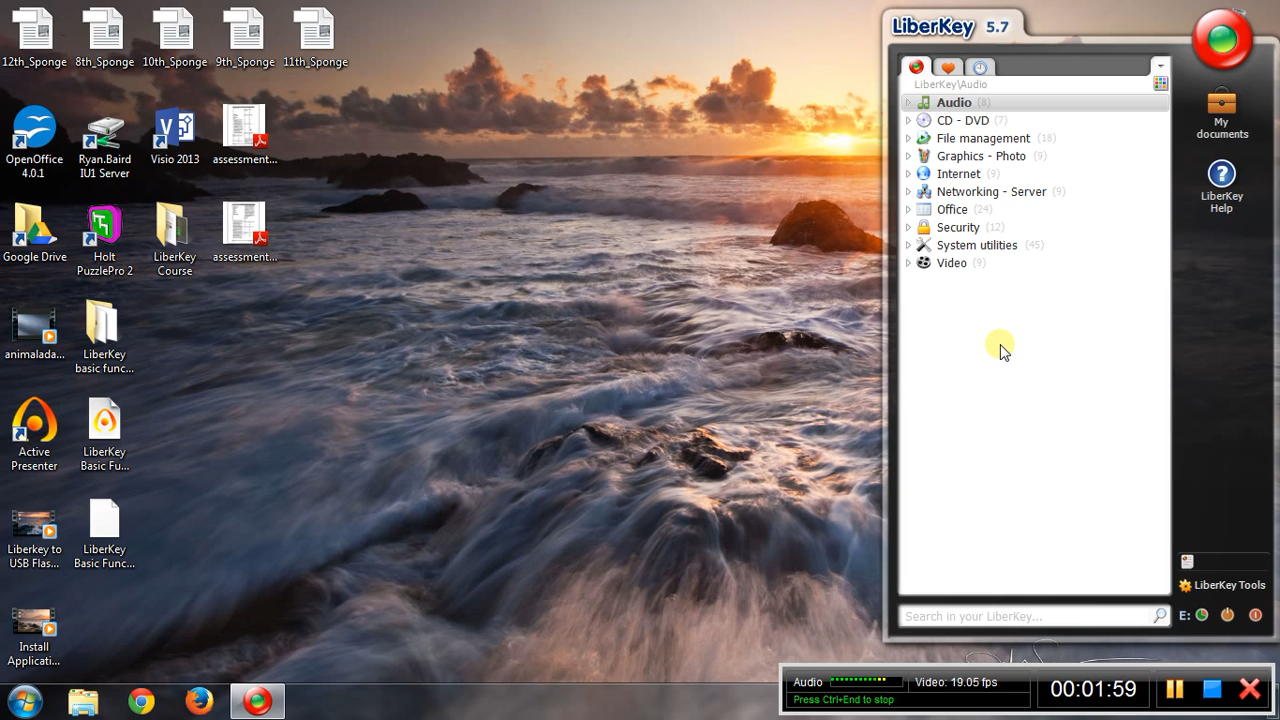 12th_Sponge
8th_Sponge
10th_Spong...
9th_Sponge
11th_Sponge
OpenOffice
4.0.1
Ryan.Baird
IU1 Server
Visio 2013
ssessment...
Google Drive
Holt
PuzzlePro 2
LiberKey
Course
ssessment...
animalada...
LiberKey
basic func...
Active
Presenter
LiberKey
Basic Fu...
Liberkey to
USB Flas...
LiberKey
Basic Func...
Install
Applicati...
LiberKey 5.7
LiberKey\Audio
Audio (8)
CD - DVD (7)
File management (18)
Graphics - Photo (9)
Internet (9)
Networking - Server (9)
Office (24)
Security (12)
System utilities (45)
Video (9)
My
documents
LiberKey
Help
LiberKey Tools
Search in your LiberKey...
E:
Audio
Video: 19.05 fps
Press Ctrl+End to stop
00:01:59